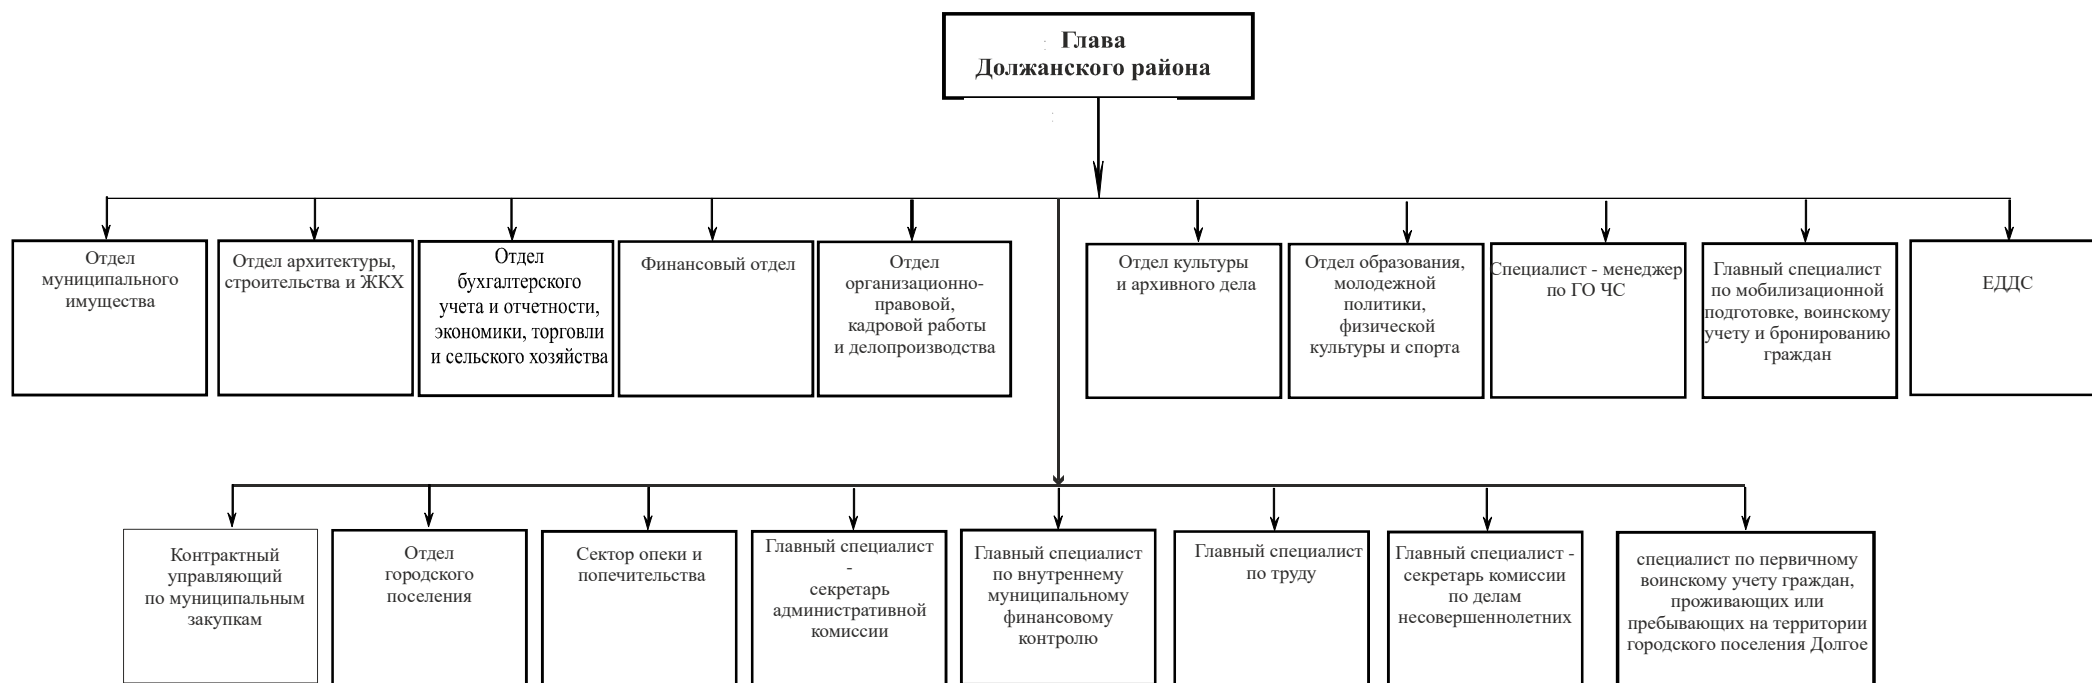 Глава
Должанского района
Отдел
муниципального
имущества
Отдел архитектуры,
строительства и ЖКХ
Отдел
бухгалтерского
учета и отчетности,
экономики, торговли
и сельского хозяйства
Финансовый отдел
Отдел
организационно-
правовой,
кадровой работы
и делопроизводства
Отдел культуры
и архивного дела
Отдел образования,
молодежной
политики,
физической
культуры и спорта
Специалист - менеджер
по ГО ЧС
Главный специалист
по мобилизационной
подготовке, воинскому
учету и бронированию
граждан
ЕДДС
Контрактный
управляющий
по муниципальным
закупкам
Отдел
городского
поселения
Сектор опеки и
попечительства
Главный специалист
-
секретарь
административной
комиссии
Главный специалист
по внутреннему
муниципальному
финансовому
контролю
Главный специалист
по труду
Главный специалист -
секретарь комиссии
по делам
несовершеннолетних
специалист по первичному
воинскому учету граждан,
проживающих или
пребывающих на территории
городского поселения Долгое